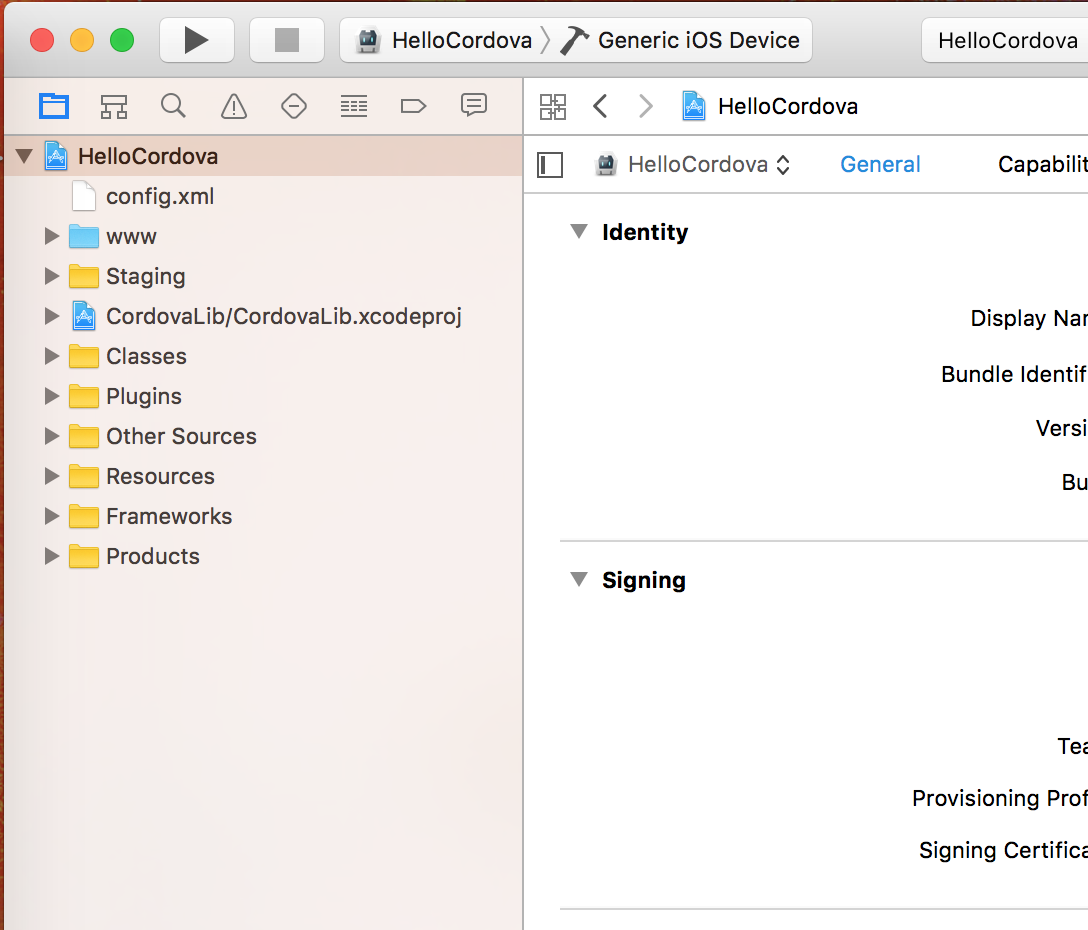 HelloCordova Generic iOS Device HelloCordova
HelloCordova
HelloCordova
config.xml
www
Staging
CordovaLib/CordovaLib.xcodeproj
Classes
Plugins
Other Sources
Resources
Frameworks
Products
HelloCordova General Capabilit
Identity
Display Nar
Bundle Identif
Versi
Bu
Signing
Tea
Provisioning Prof
Signing Certifica